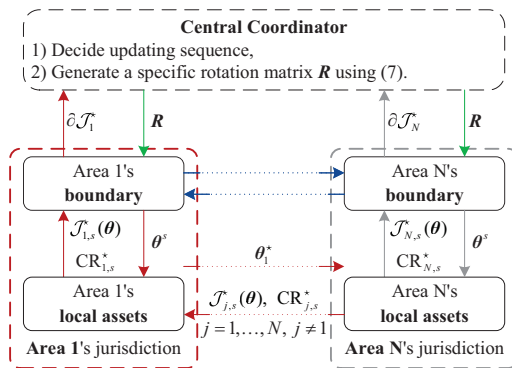 Central Coordinator
1) Decide updating sequence,
2) Generate a specific rotation matrix R using (7).
∂𝒥₁* R ∂𝒥_N* R
Area 1's boundary
Area N's boundary
𝒥*₁,ₛ(θ) θˢ 𝒥*_{N,s}(θ) θˢ
CR*₁,ₛ CR*_{N,s}
θ₁*
Area 1's local assets
Area N's local assets
𝒥*_{j,s}(θ), CR*_{j,s}
j = 1,…,N, j ≠ 1
Area 1's jurisdiction Area N's jurisdiction